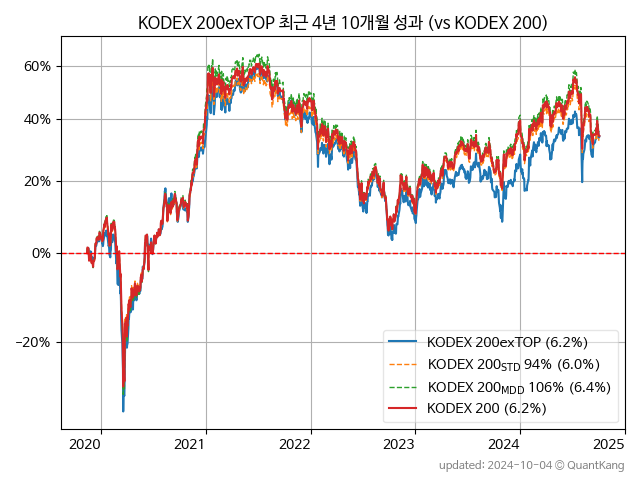 KODEX 200exTOP 최근 4년 10개월 성과 (vs KODEX 200)
60%
40%
20%
0%
−20%
2020
2021
2022
2023
2024
2025
KODEX 200exTOP (6.2%)
KODEX 200STD 94% (6.0%)
KODEX 200MDD 106% (6.4%)
KODEX 200 (6.2%)
updated: 2024-10-04 © QuantKang